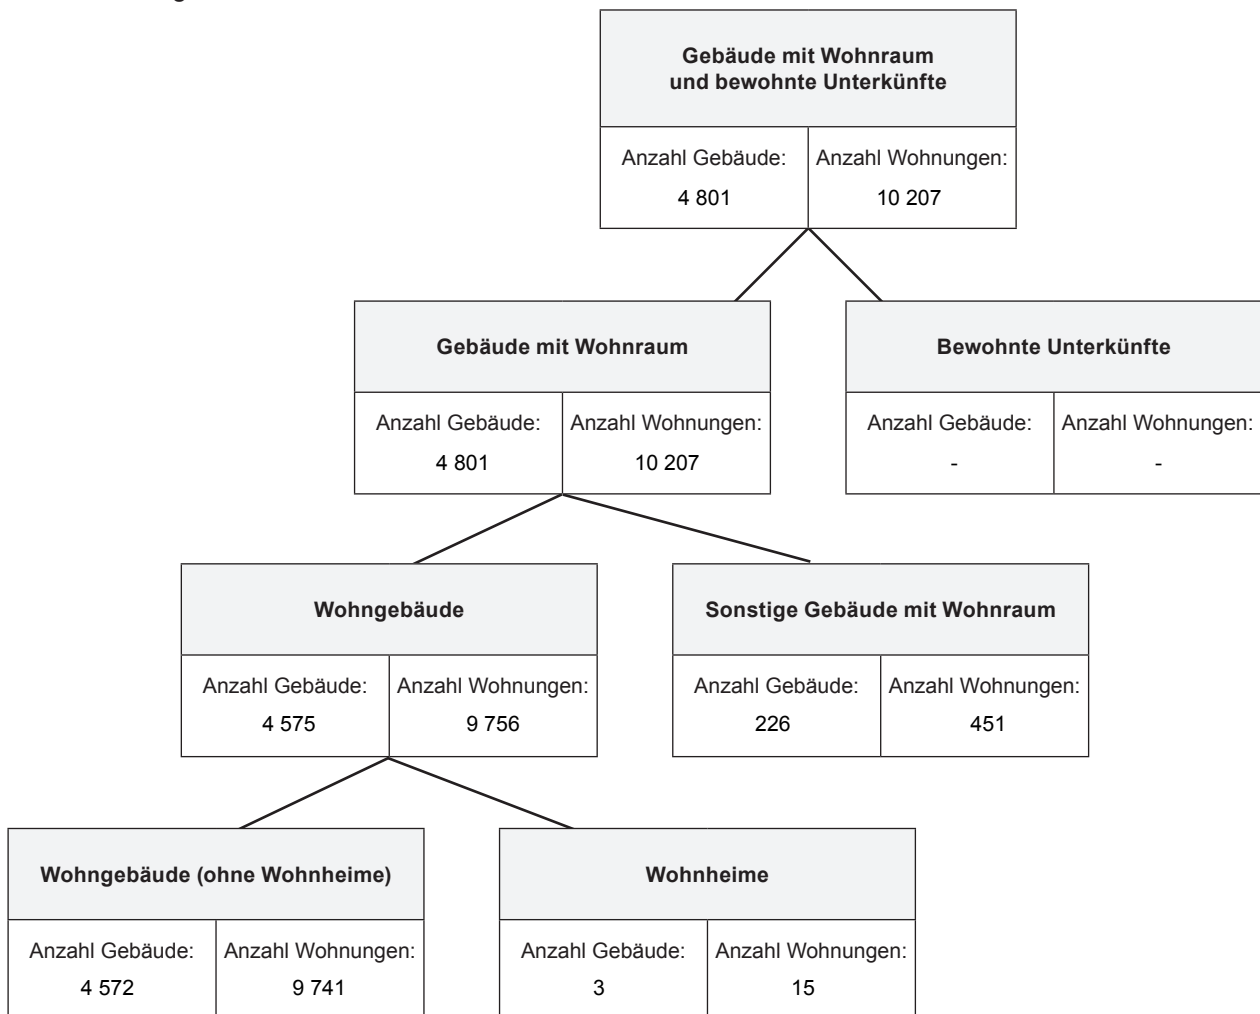 Gebäude mit Wohnraum
und bewohnte Unterkünfte
Anzahl Gebäude: Anzahl Wohnungen:
4 801 10 207
Gebäude mit Wohnraum Bewohnte Unterkünfte
Anzahl Gebäude: Anzahl Wohnungen: Anzahl Gebäude: Anzahl Wohnungen:
4 801 10 207 - -
Wohngebäude Sonstige Gebäude mit Wohnraum
Anzahl Gebäude: Anzahl Wohnungen: Anzahl Gebäude: Anzahl Wohnungen:
4 575 9 756 226 451
Wohngebäude (ohne Wohnheime) Wohnheime
Anzahl Gebäude: Anzahl Wohnungen: Anzahl Gebäude: Anzahl Wohnungen:
4 572 9 741 3 15